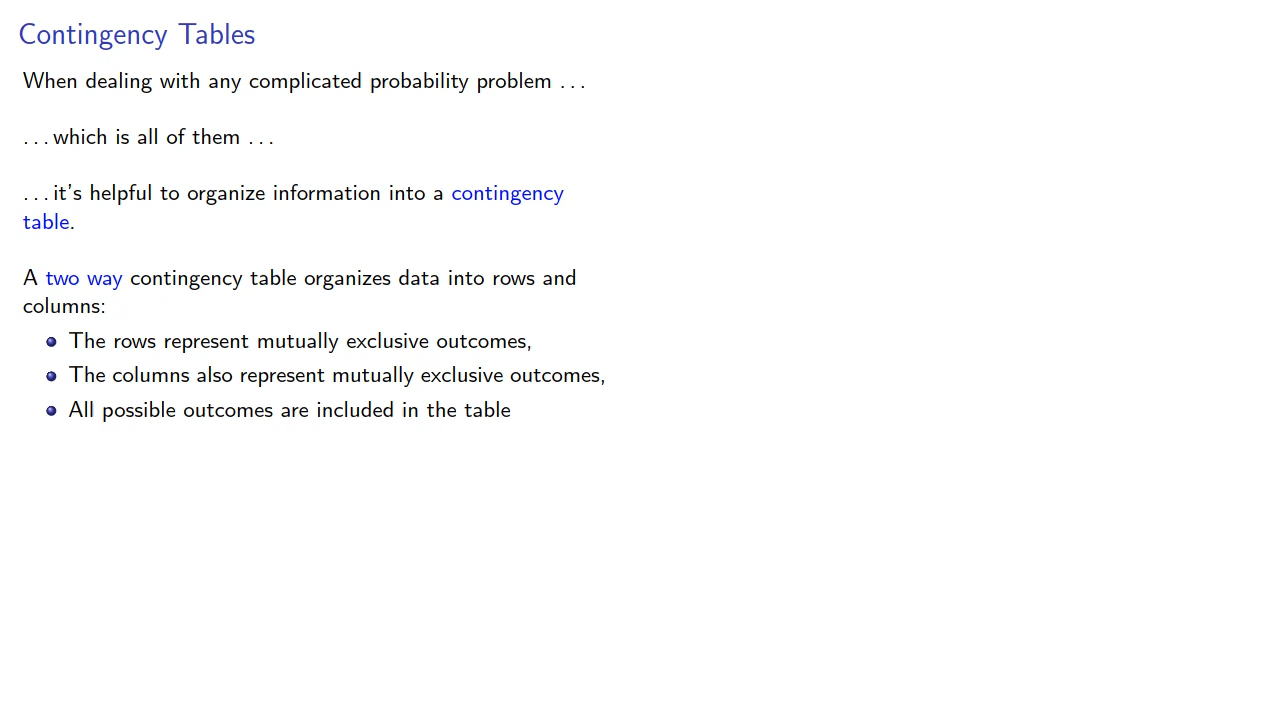 Contingency Tables
When dealing with any complicated probability problem ...
...which is all of them ...
...it's helpful to organize information into a contingency
table.
A two way contingency table organizes data into rows and
columns:
The rows represent mutually exclusive outcomes,
The columns also represent mutually exclusive outcomes,
All possible outcomes are included in the table